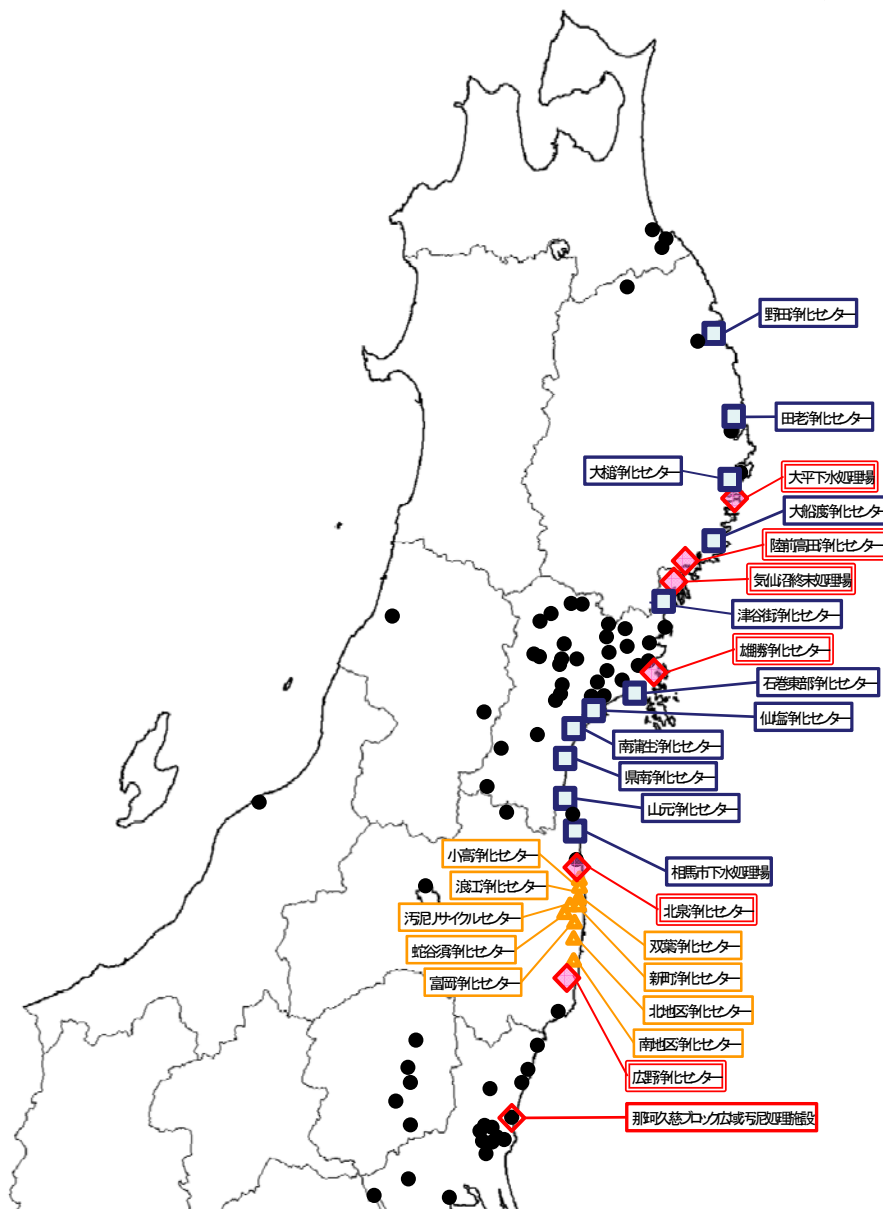 野田浄化センター
田老浄化センター
大槌浄化センター
大平下水処理場
大船渡浄化センター
陸前高田浄化センター
気仙沼終末処理場
津谷街浄化センター
雄勝浄化センター
石巻東部浄化センター
仙塩浄化センター
南蒲生浄化センター
県南浄化センター
山元浄化センター
小高浄化センター
相馬市下水処理場
浪江浄化センター
北泉浄化センター
汚泥リサイクルセンター
双葉浄化センター
蛇谷須浄化センター
新町浄化センター
富岡浄化センター
北地区浄化センター
南地区浄化センター
広野浄化センター
那珂久慈ブロック広域汚泥処理施設